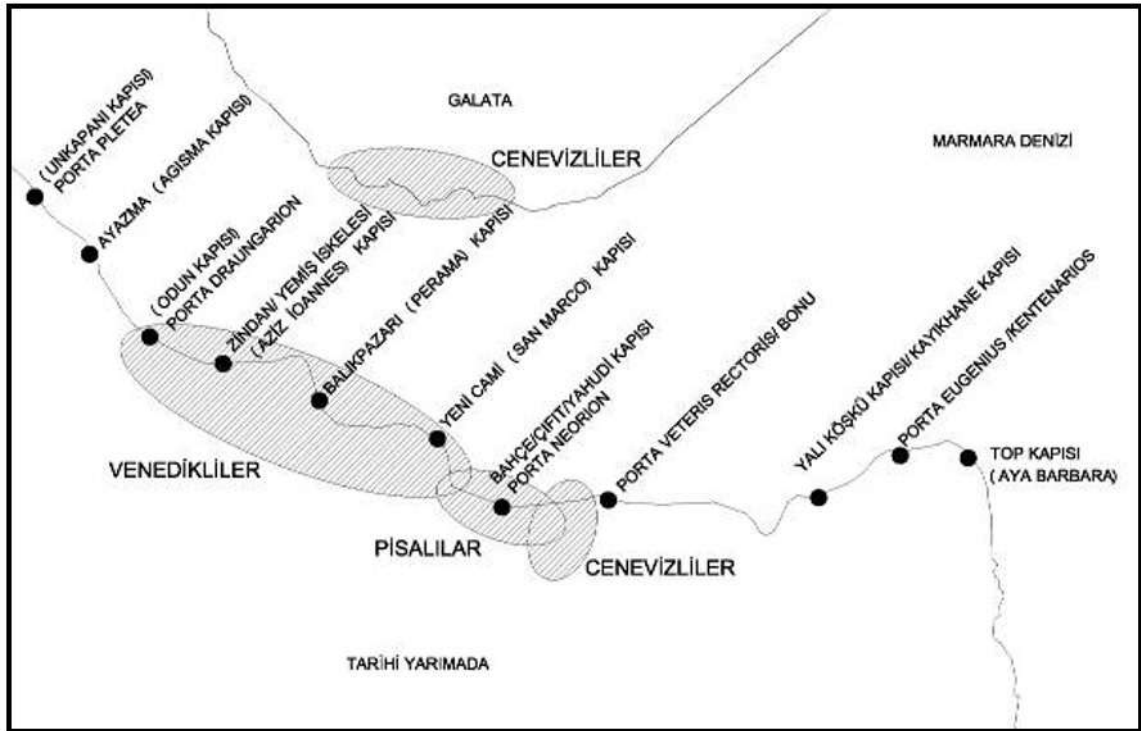 GALATA
MARMARA DENİZİ
CENEVİZLİLER
( UNKAPANI KAPISI)
PORTA PLETEA
AYAZMA ( AGISMA KAPISI)
( ODUN KAPISI)
PORTA DRAUNGARION
ZINDAN/ YEMİŞ İSKELESİ
(AZİZ İOANNES) KAPISI
BALIKPAZARI ( PERAMA) KAPISI
YENİ CAMİ ( SAN MARCO) KAPISI
BAHÇE/ÇIFIT/YAHUDİ KAPISI
PORTA NEORION
PORTA VETERIS RECTORIS/ BONU
YALI KÖŞKÜ KAPISI/ KAYIKHANE KAPISI
PORTA EUGENIUS /KENTENARIOS
TOP KAPISI
( AYA BARBARA)
VENEDİKLİLER
PİSALILAR
CENEVİZLİLER
TARİHİ YARIMADA